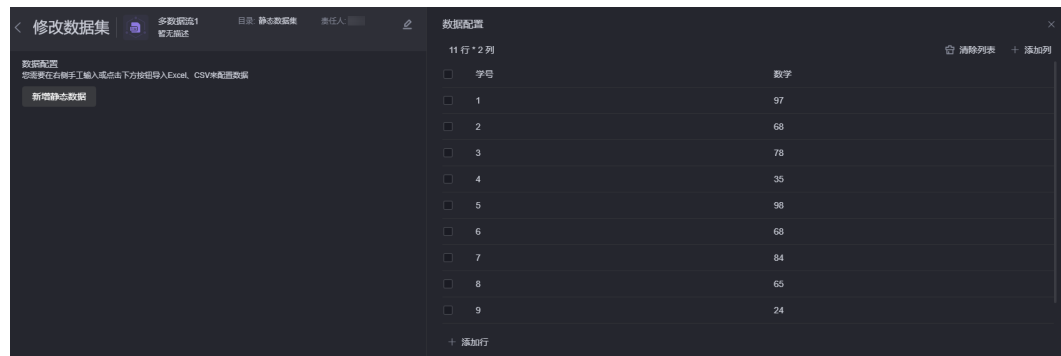 修改数据集
多数据流1
目录: 静态数据集
责任人:
暂无描述
数据配置
您需要在右侧手工输入或点击下方按钮导入Excel、CSV来配置数据
新增静态数据
数据配置
11 行 * 2 列
清除列表
+ 添加列
学号 数学
1 97
2 68
3 78
4 35
5 98
6 68
7 84
8 65
9 24
+ 添加行